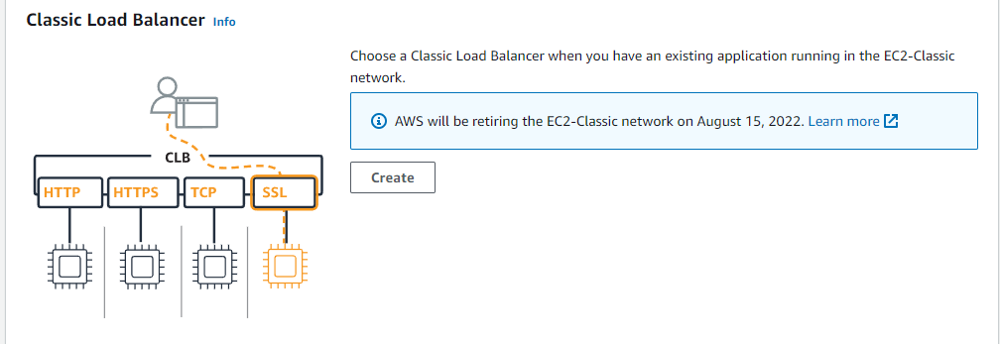 Classic Load Balancer Info
Choose a Classic Load Balancer when you have an existing application running in the EC2-Classic
network.
AWS will be retiring the EC2-Classic network on August 15, 2022. Learn more
Create
CLB
HTTP HTTPS TCP SSL